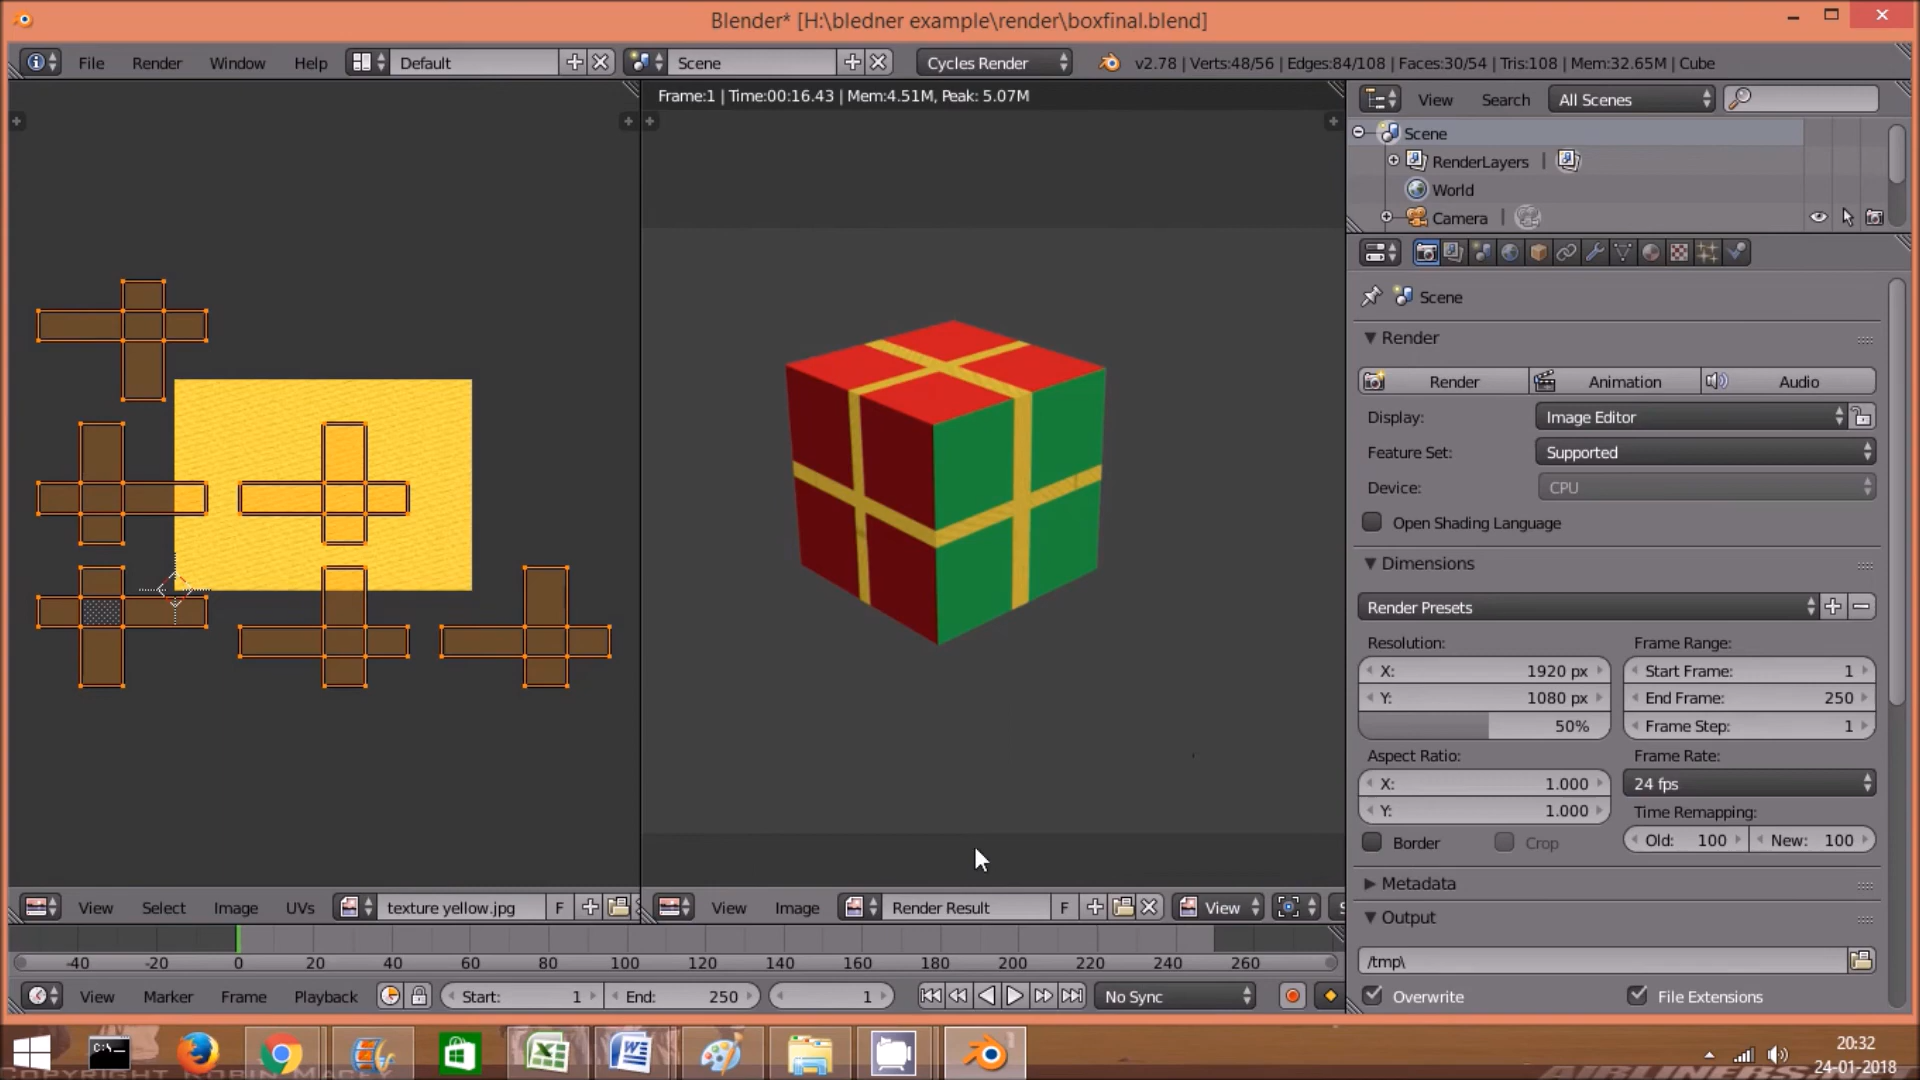 Blender* [H:\bledner example\render\boxfinal.blend]
File Render Window Help Default Scene Cycles Render v2.78 | Verts:48/56 | Edges:84/108 | Faces:30/54 | Tris:108 | Mem:32.65M | Cube
Frame:1 | Time:00:16.43 | Mem:4.51M, Peak: 5.07M
View Search All Scenes
Scene
RenderLayers
World
Camera
Scene
Render
Render Animation Audio
Display: Image Editor
Feature Set: Supported
Device: CPU
Open Shading Language
Dimensions
Render Presets
Resolution: Frame Range:
X: 1920 px Start Frame: 1
Y: 1080 px End Frame: 250
50% Frame Step: 1
Aspect Ratio: Frame Rate:
X: 1.000 24 fps
Y: 1.000 Time Remapping:
Border Crop Old: 100 New: 100
Metadata
Output
/tmp\
Overwrite File Extensions
View Select Image UVs texture yellow.jpg F
View Image Render Result F View S
-40 -20 0 20 40 60 80 100 120 140 160 180 200 220 240 260
View Marker Frame Playback Start: 1 End: 250 1 No Sync
C:\_
20:32
24-01-2018
COPYRIGHT ROBIN MACEY
AIRLINERS